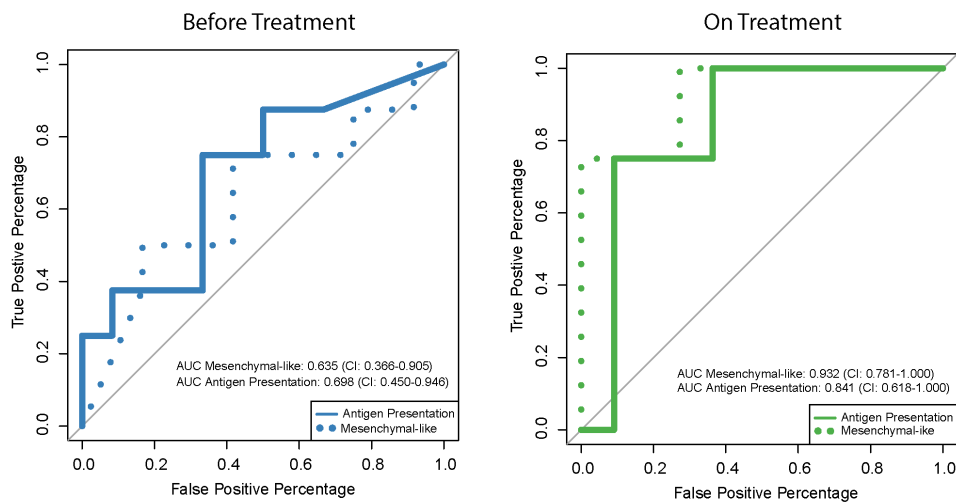 Before Treatment
On Treatment
True Postive Percentage
1.0
0.8
0.6
0.4
0.2
0.0
AUC Mesenchymal-like: 0.635 (CI: 0.366-0.905)
AUC Antigen Presentation: 0.698 (CI: 0.450-0.946)
Antigen Presentation
Mesenchymal-like
0.0 0.2 0.4 0.6 0.8 1.0
False Positive Percentage
True Postive Percentage
1.0
0.8
0.6
0.4
0.2
0.0
AUC Mesenchymal-like: 0.932 (CI: 0.781-1.000)
AUC Antigen Presentation: 0.841 (CI: 0.618-1.000)
Antigen Presentation
Mesenchymal-like
0.0 0.2 0.4 0.6 0.8 1.0
False Positive Percentage